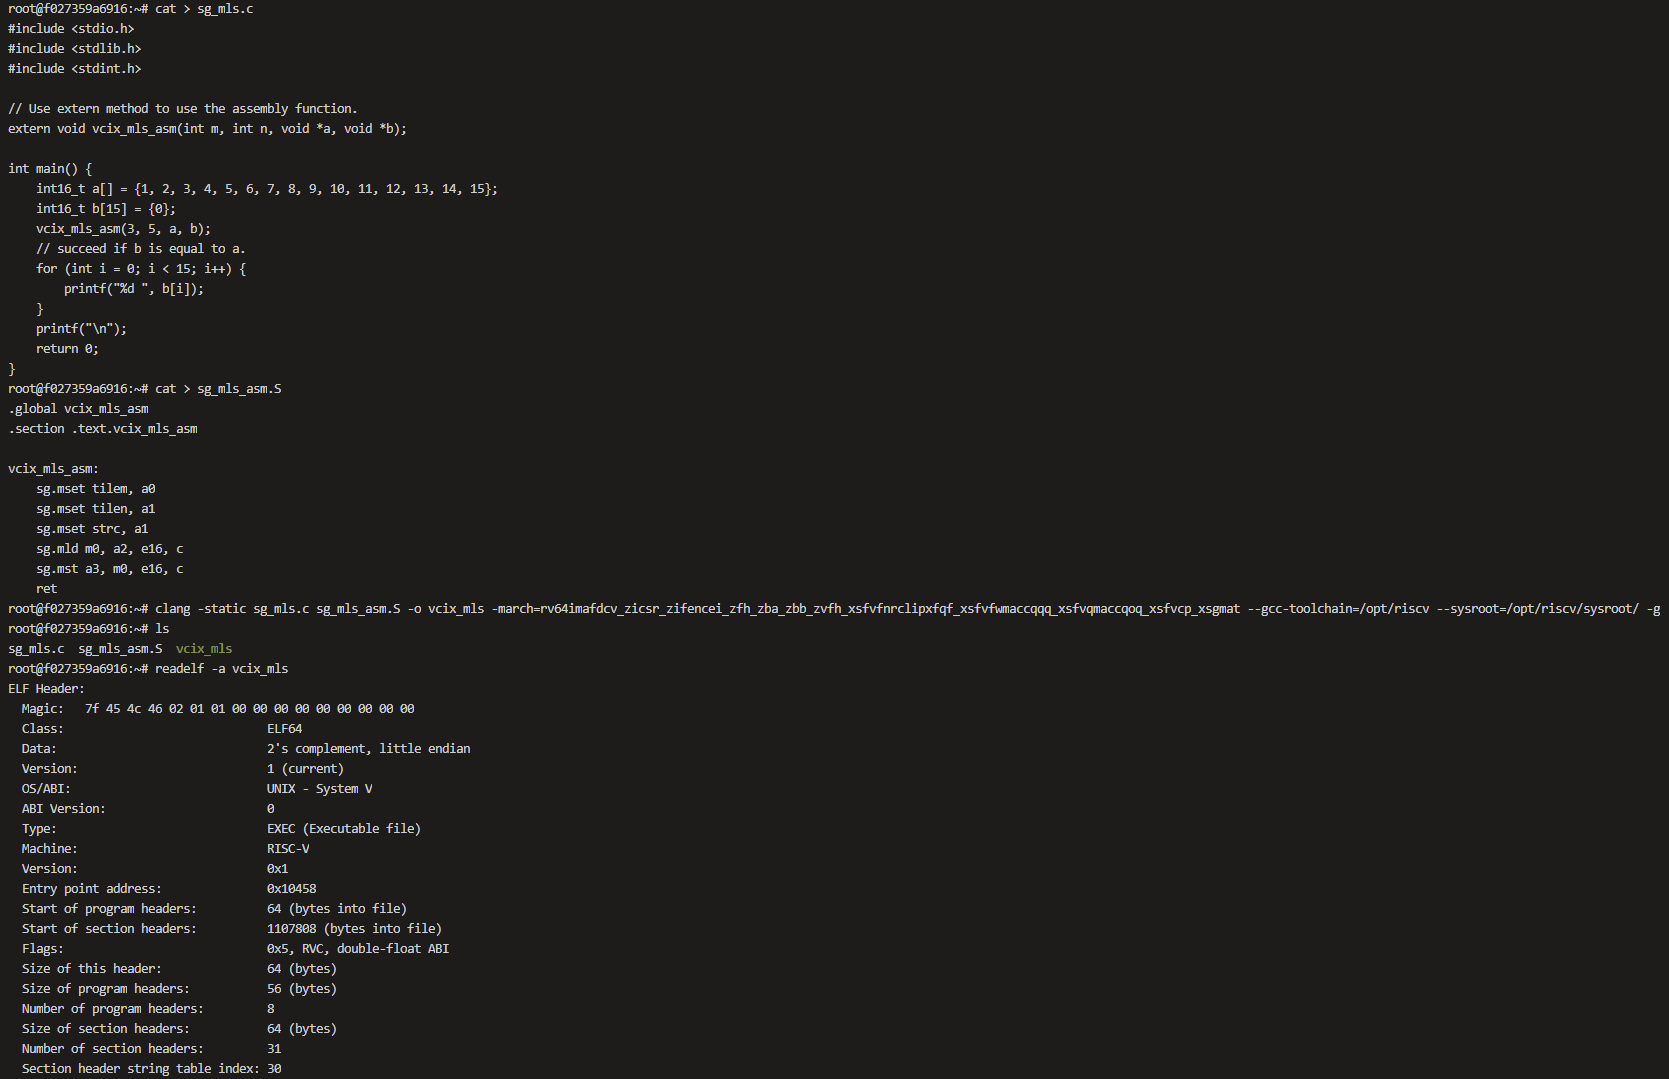 root@f027359a6916:~# cat > sg_mls.c
#include <stdio.h>
#include <stdlib.h>
#include <stdint.h>

// Use extern method to use the assembly function.
extern void vcix_mls_asm(int m, int n, void *a, void *b);

int main() {
    int16_t a[] = {1, 2, 3, 4, 5, 6, 7, 8, 9, 10, 11, 12, 13, 14, 15};
    int16_t b[15] = {0};
    vcix_mls_asm(3, 5, a, b);
    // succeed if b is equal to a.
    for (int i = 0; i < 15; i++) {
        printf("%d ", b[i]);
    }
    printf("\n");
    return 0;
}
root@f027359a6916:~# cat > sg_mls_asm.S
.global vcix_mls_asm
.section .text.vcix_mls_asm

vcix_mls_asm:
    sg.mset tilem, a0
    sg.mset tilen, a1
    sg.mset strc, a1
    sg.mld m0, a2, e16, c
    sg.mst a3, m0, e16, c
    ret
root@f027359a6916:~# clang -static sg_mls.c sg_mls_asm.S -o vcix_mls -march=rv64imafdcv_zicsr_zifencei_zfh_zba_zbb_zvfh_xsfvfnrclipxfqf_xsfvfwmaccqqq_xsfvqmaccqoq_xsfvcp_xsgmat --gcc-toolchain=/opt/riscv --sysroot=/opt/riscv/sysroot/ -g
root@f027359a6916:~# ls
sg_mls.c  sg_mls_asm.S  vcix_mls
root@f027359a6916:~# readelf -a vcix_mls
ELF Header:
  Magic:   7f 45 4c 46 02 01 01 00 00 00 00 00 00 00 00 00
  Class:                             ELF64
  Data:                              2's complement, little endian
  Version:                           1 (current)
  OS/ABI:                            UNIX - System V
  ABI Version:                       0
  Type:                              EXEC (Executable file)
  Machine:                           RISC-V
  Version:                           0x1
  Entry point address:               0x10458
  Start of program headers:          64 (bytes into file)
  Start of section headers:          1107808 (bytes into file)
  Flags:                             0x5, RVC, double-float ABI
  Size of this header:               64 (bytes)
  Size of program headers:           56 (bytes)
  Number of program headers:         8
  Size of section headers:           64 (bytes)
  Number of section headers:         31
  Section header string table index: 30